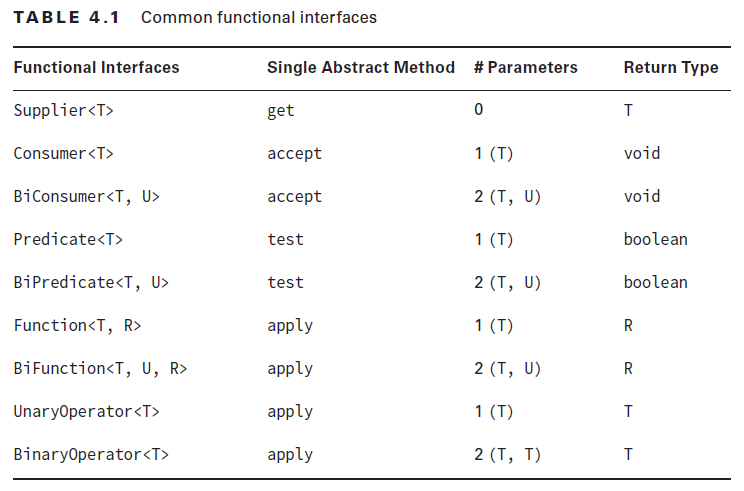 TABLE 4.1 Common functional interfaces
Functional Interfaces Single Abstract Method # Parameters Return Type
Supplier<T> get 0 T
Consumer<T> accept 1 (T) void
BiConsumer<T, U> accept 2 (T, U) void
Predicate<T> test 1 (T) boolean
BiPredicate<T, U> test 2 (T, U) boolean
Function<T, R> apply 1 (T) R
BiFunction<T, U, R> apply 2 (T, U) R
UnaryOperator<T> apply 1 (T) T
BinaryOperator<T> apply 2 (T, T) T